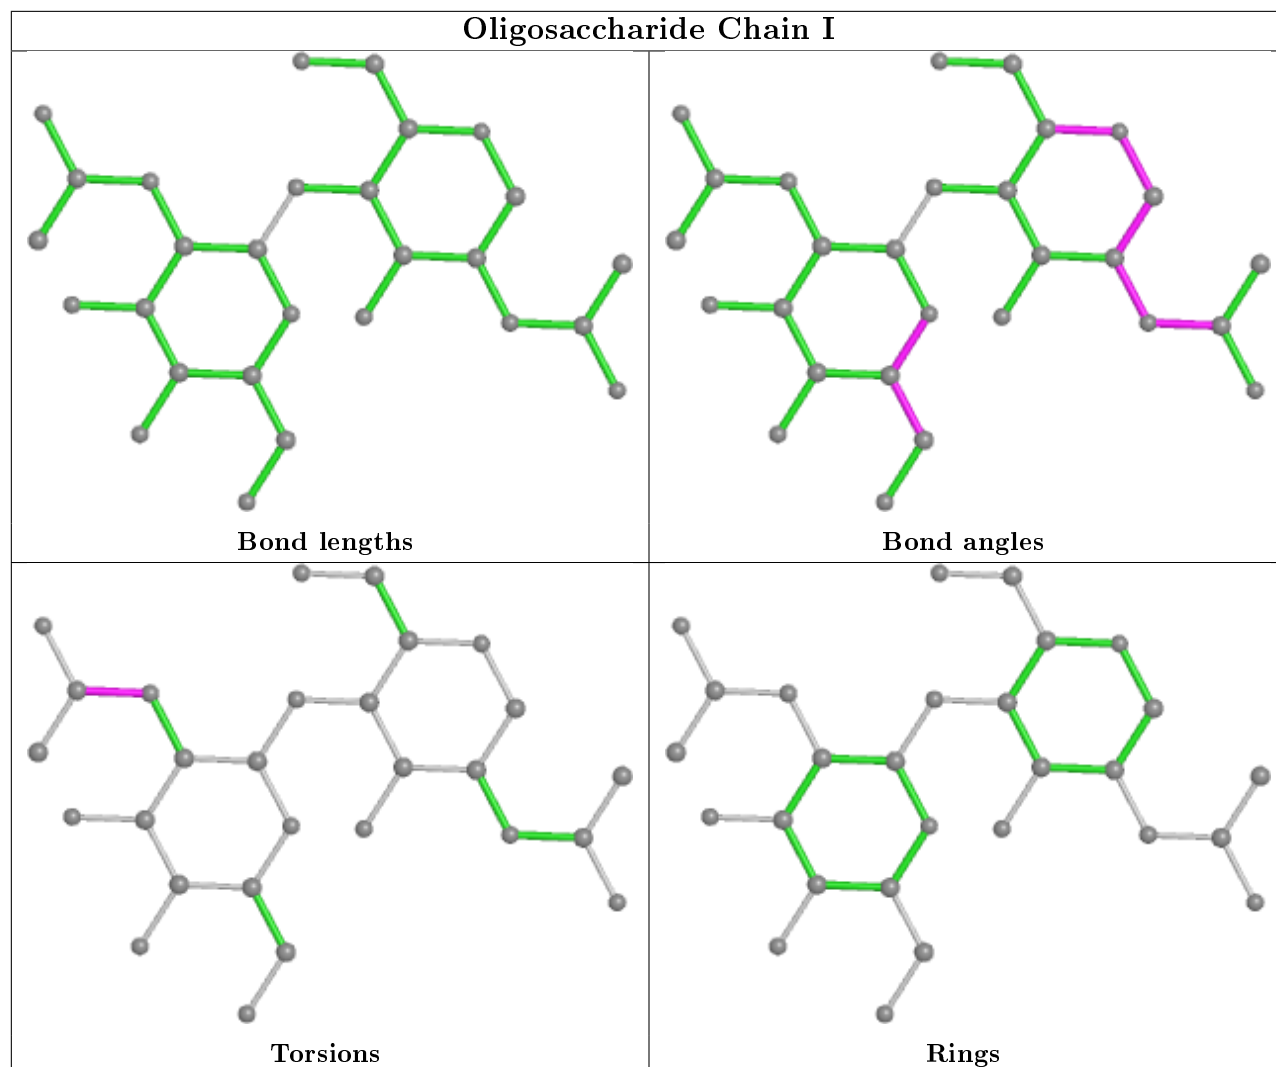 Oligosaccharide Chain I
Bond lengths
Bond angles
Torsions
Rings